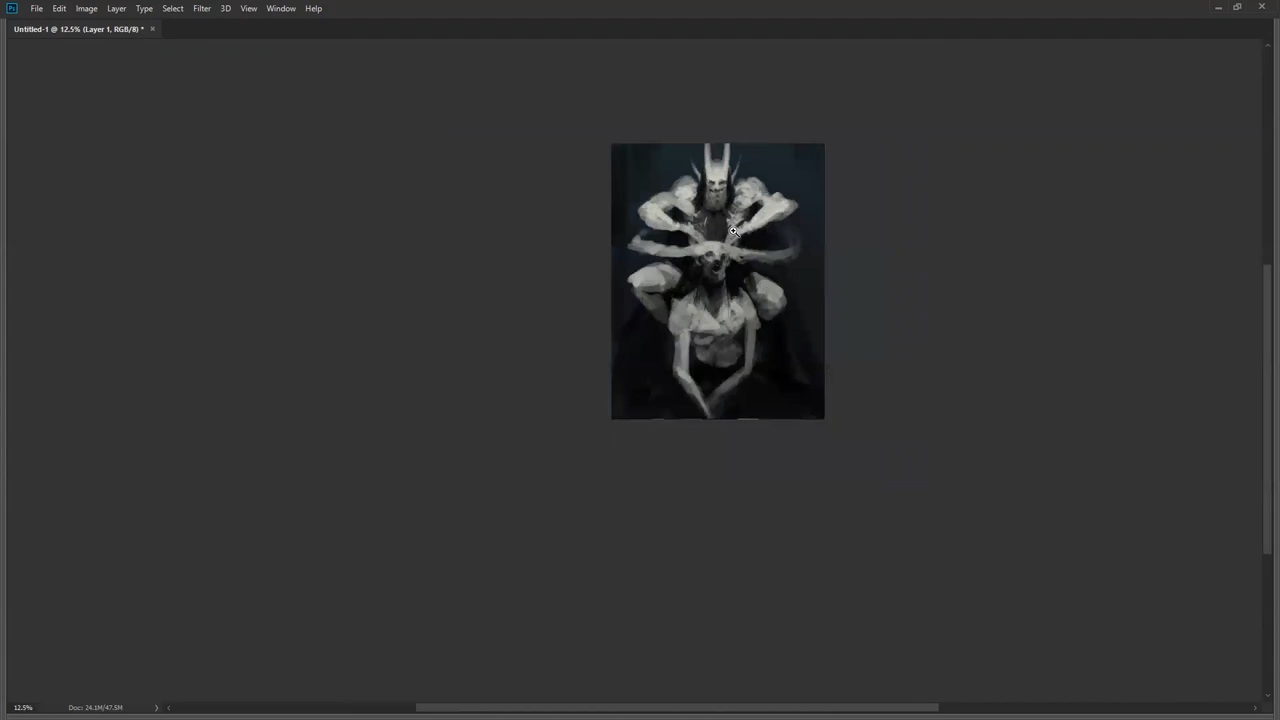 Ps File Edit Image Layer Type Select Filter 3D View Window Help
Untitled-1 @ 12.5% (Layer 1, RGB/8) *
12.5% Doc: 24.1M/47.5M